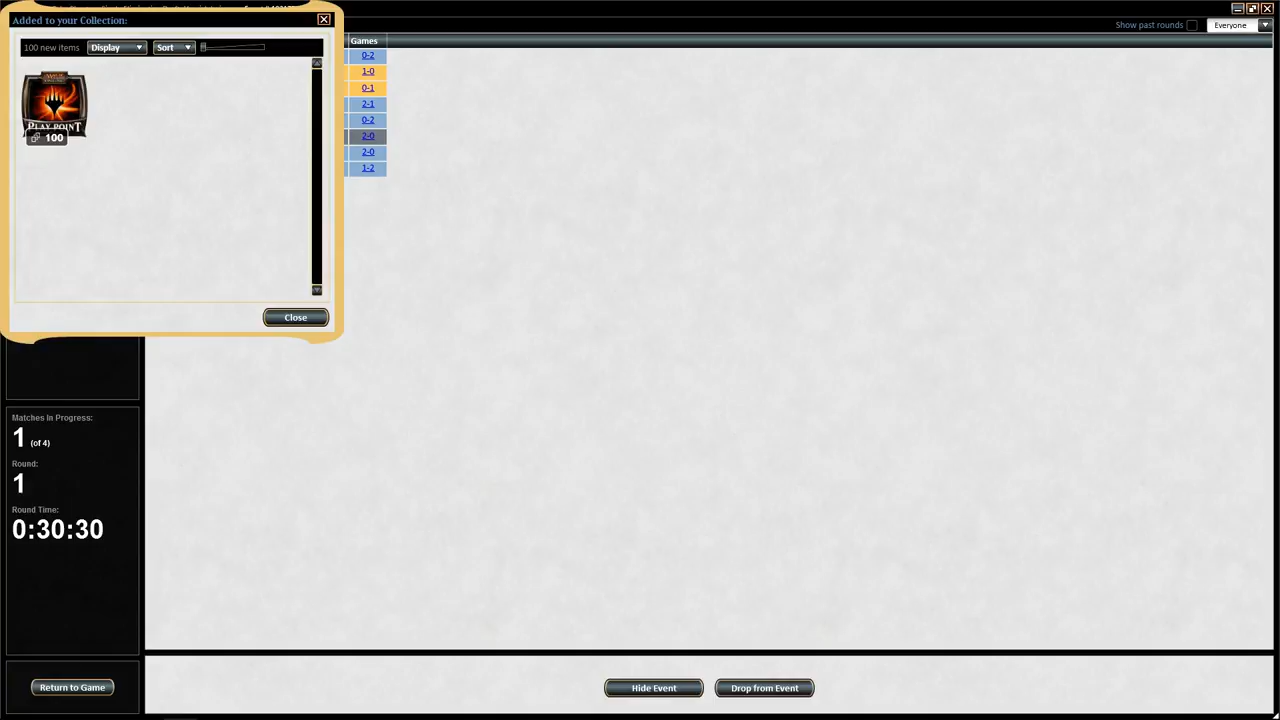 Added to your Collection:
100 new items
Display
Sort
PLAY POINT
100
Close
Show past rounds
Everyone
Games
0-2
1-0
0-1
2-1
0-2
2-0
2-0
1-2
Matches In Progress:
1 (of 4)
Round:
1
Round Time:
0:30:30
Return to Game
Hide Event
Drop from Event